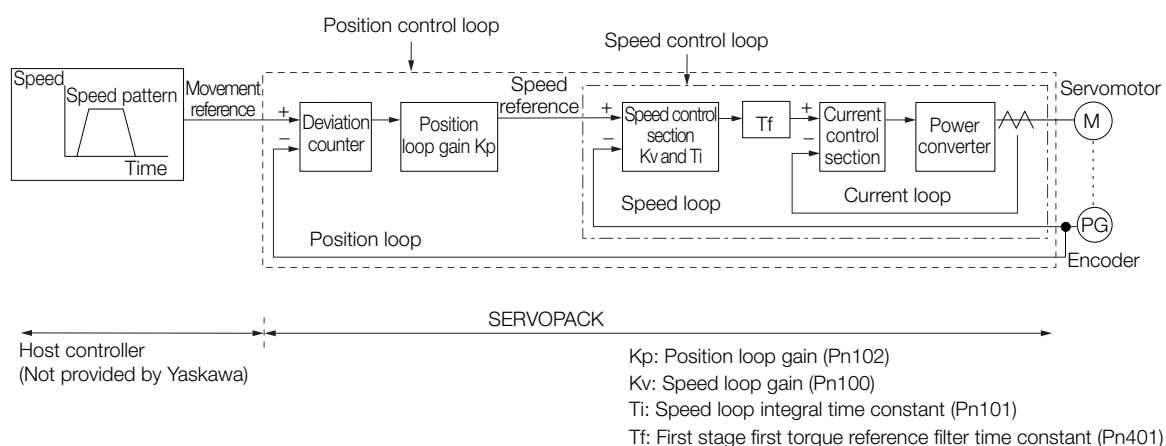 Position control loop
Speed control loop
Speed
Speed pattern
Time
Movement
reference
+
−
Deviation
counter
Position
loop gain Kp
Speed
reference
+
−
Speed control
section
Kv and Ti
Tf
+
−
Current
control
section
Power
converter
Servomotor
M
Current loop
Speed loop
PG
Position loop
Encoder
SERVOPACK
Host controller
(Not provided by Yaskawa)
Kp: Position loop gain (Pn102)
Kv: Speed loop gain (Pn100)
Ti: Speed loop integral time constant (Pn101)
Tf: First stage first torque reference filter time constant (Pn401)